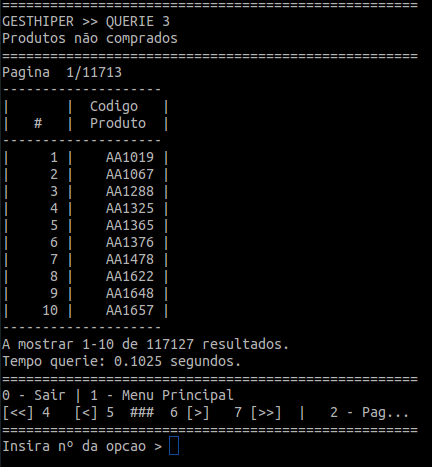 =====================================================
GESTHIPER >> QUERIE 3
Produtos não comprados
=====================================================
Pagina  1/11713
--------------------
|       |  Codigo   |
|   #   |  Produto  |
--------------------
|     1 |    AA1019 |
|     2 |    AA1067 |
|     3 |    AA1288 |
|     4 |    AA1325 |
|     5 |    AA1365 |
|     6 |    AA1376 |
|     7 |    AA1478 |
|     8 |    AA1622 |
|     9 |    AA1648 |
|    10 |    AA1657 |
--------------------
A mostrar 1-10 de 117127 resultados.
Tempo querie: 0.1025 segundos.
=====================================================
0 - Sair | 1 - Menu Principal
[<<] 4   [<] 5  ###  6 [>]   7 [>>]  |   2 - Pag...
=====================================================
Insira nº da opcao >